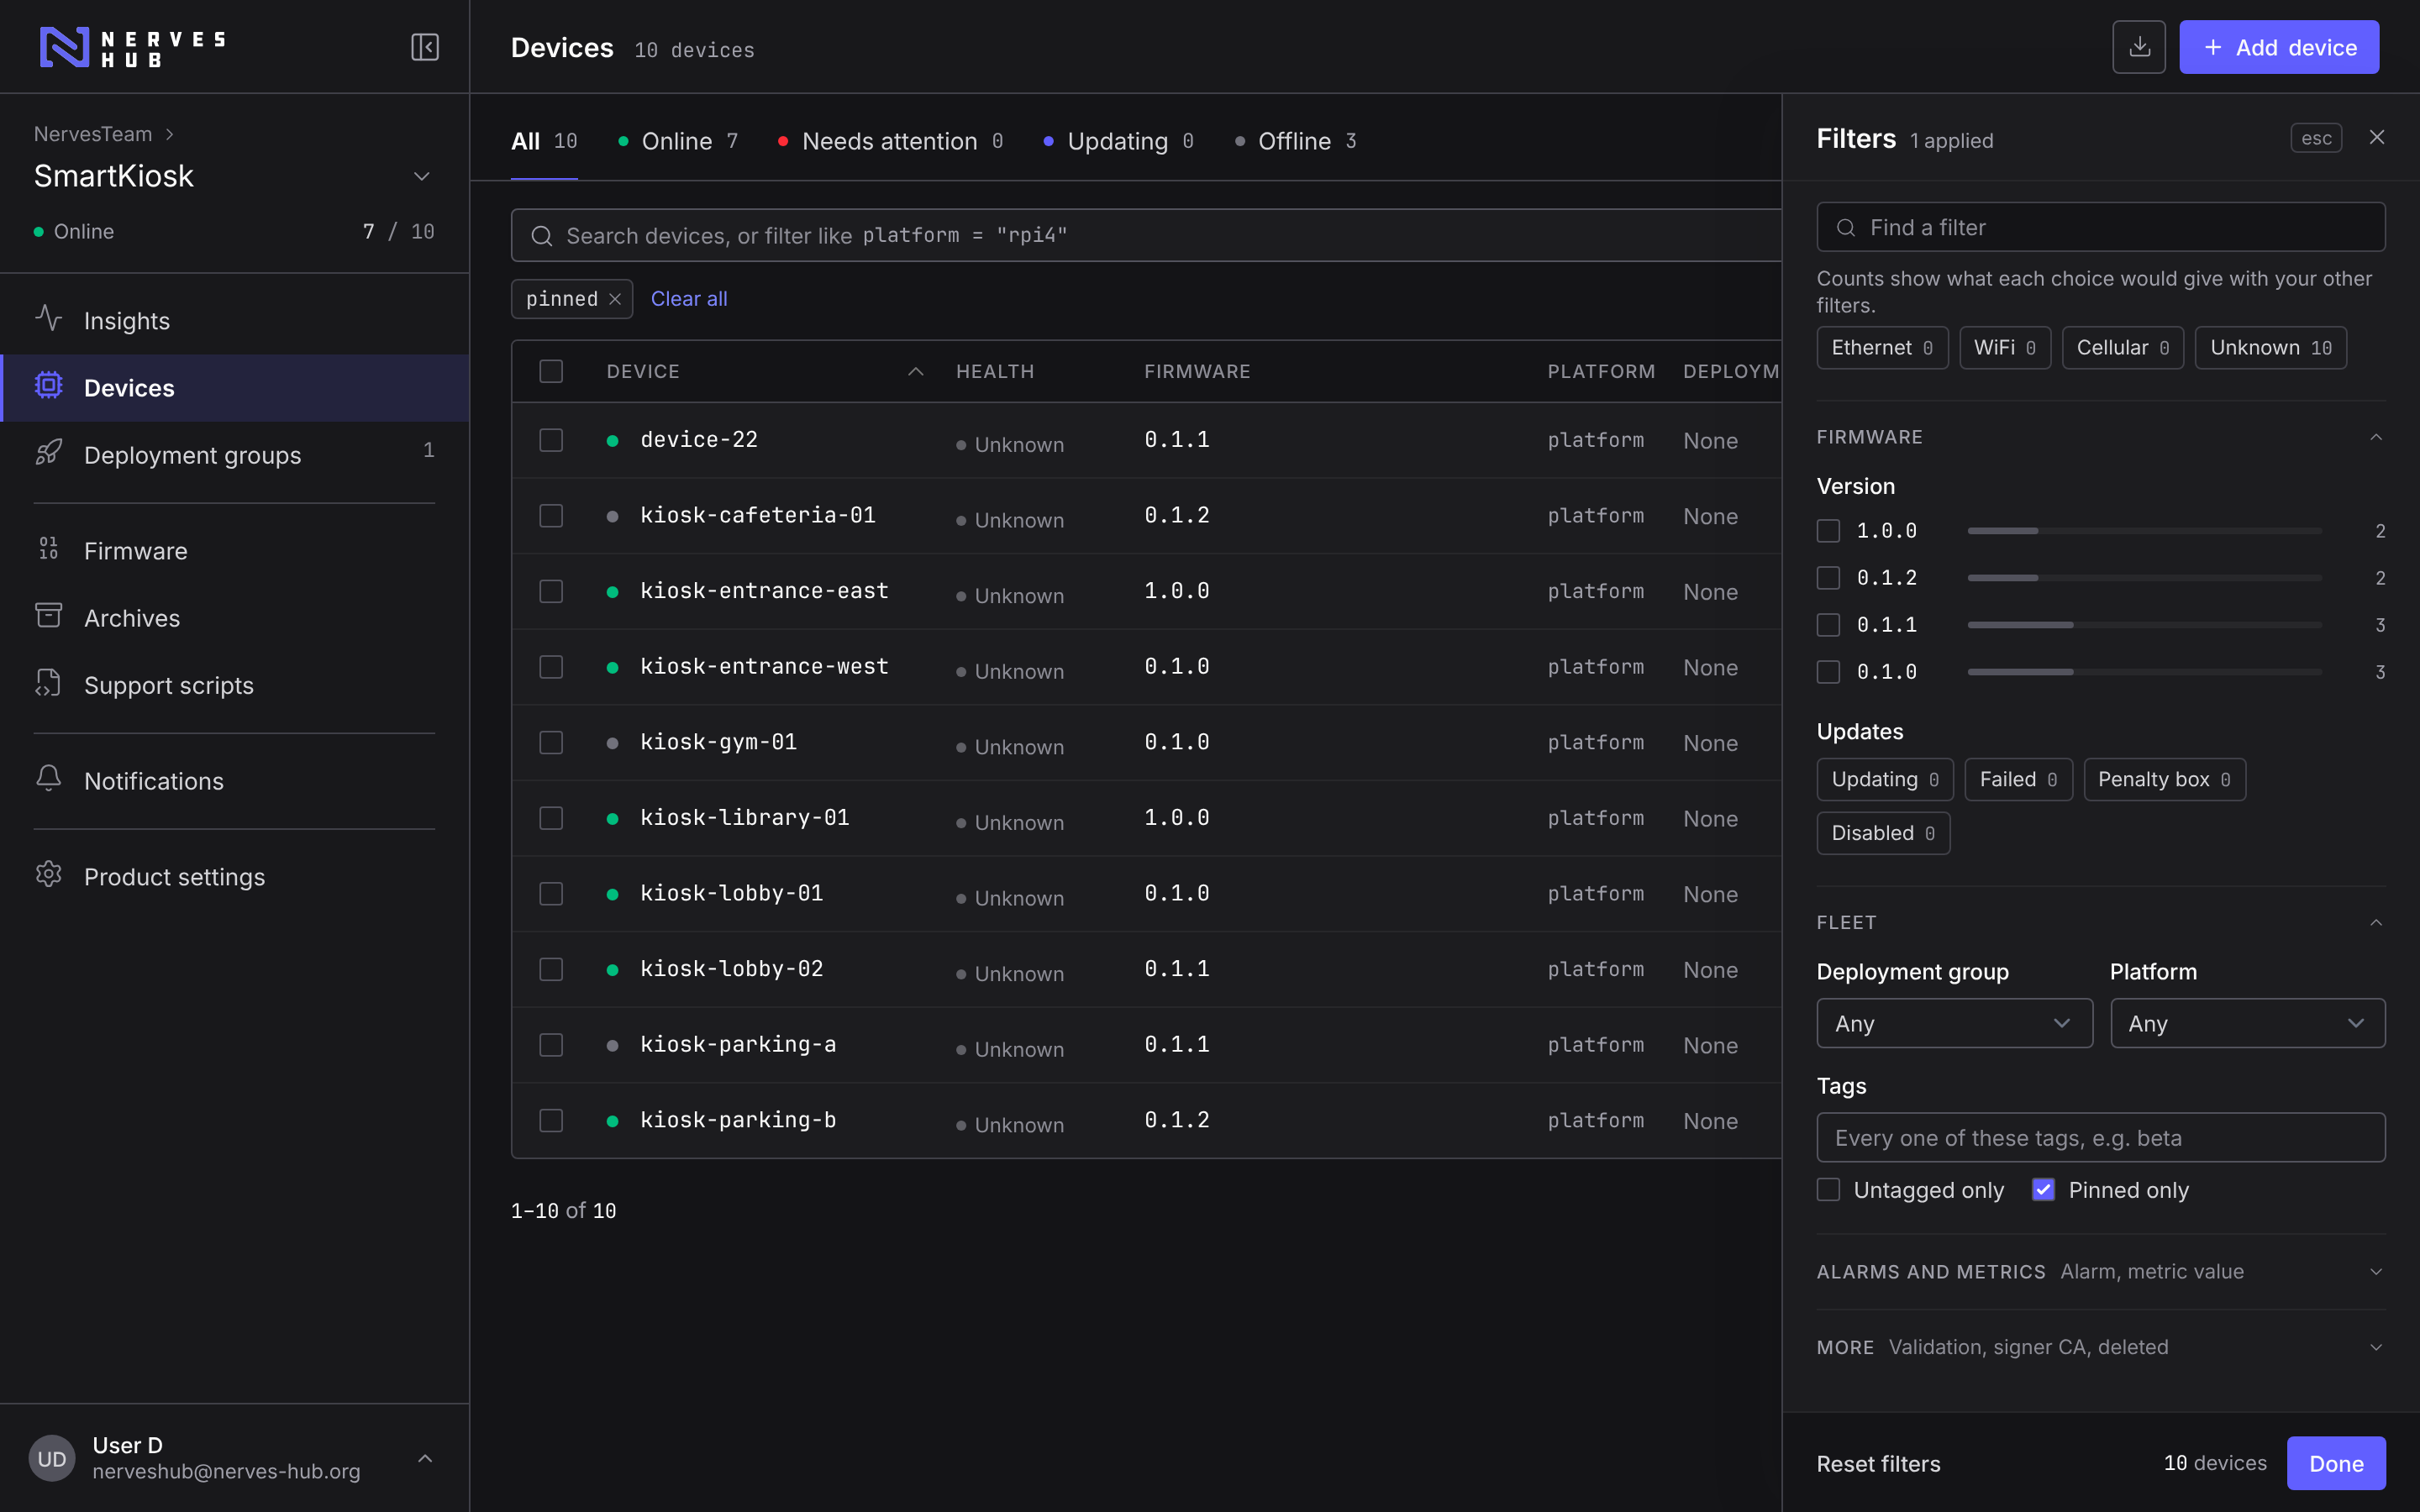 NERVES
HUB
NervesTeam
SmartKiosk
Online 7 / 10
Insights
Devices
Deployment groups 1
Firmware
Archives
Support scripts
Notifications
Product settings
UD
User D
nerveshub@nerves-hub.org
Devices 10 devices
Add device
All 10 Online 7 Needs attention 0 Updating 0 Offline 3
Search devices, or filter like platform = "rpi4"
pinned Clear all
DEVICE HEALTH FIRMWARE PLATFORM DEPLOYM
device-22 Unknown 0.1.1 platform None
kiosk-cafeteria-01 Unknown 0.1.2 platform None
kiosk-entrance-east Unknown 1.0.0 platform None
kiosk-entrance-west Unknown 0.1.0 platform None
kiosk-gym-01 Unknown 0.1.0 platform None
kiosk-library-01 Unknown 1.0.0 platform None
kiosk-lobby-01 Unknown 0.1.0 platform None
kiosk-lobby-02 Unknown 0.1.1 platform None
kiosk-parking-a Unknown 0.1.1 platform None
kiosk-parking-b Unknown 0.1.2 platform None
1–10 of 10
Filters 1 applied esc
Find a filter
Counts show what each choice would give with your other
filters.
Ethernet 0 WiFi 0 Cellular 0 Unknown 10
FIRMWARE
Version
1.0.0 2
0.1.2 2
0.1.1 3
0.1.0 3
Updates
Updating 0 Failed 0 Penalty box 0
Disabled 0
FLEET
Deployment group Platform
Any Any
Tags
Every one of these tags, e.g. beta
Untagged only Pinned only
ALARMS AND METRICS Alarm, metric value
MORE Validation, signer CA, deleted
Reset filters 10 devices Done